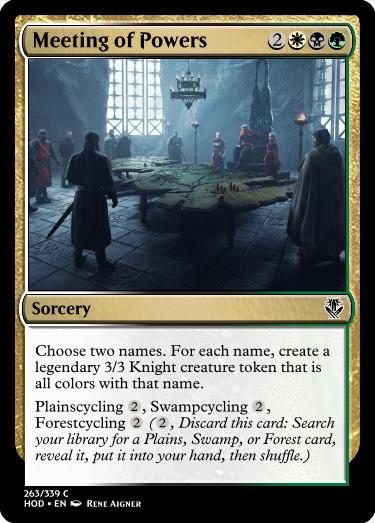 Meeting of Powers 2
Sorcery
Choose two names. For each name, create a
legendary 3/3 Knight creature token that is
all colors with that name.
Plainscycling 2, Swampcycling 2,
Forestcycling 2 (2, Discard this card: Search
your library for a Plains, Swamp, or Forest card,
reveal it, put it into your hand, then shuffle.)
263/339 C
HOD • EN Rene Aigner